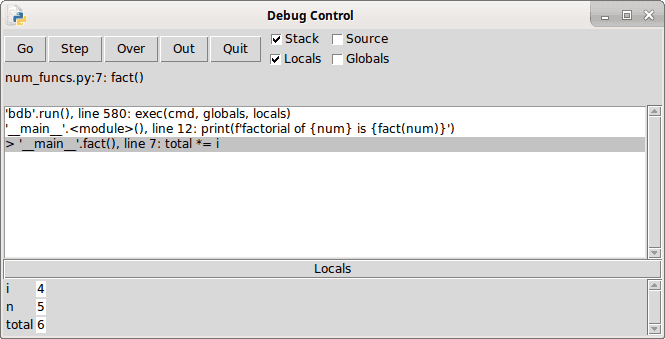 Debug Control
Go Step Over Out Quit Stack Source
Locals Globals
num_funcs.py:7: fact()
'bdb'.run(), line 580: exec(cmd, globals, locals)
'__main__'.<module>(), line 12: print(f'factorial of {num} is {fact(num)}')
> '__main__'.fact(), line 7: total *= i
Locals
i 4
n 5
total 6